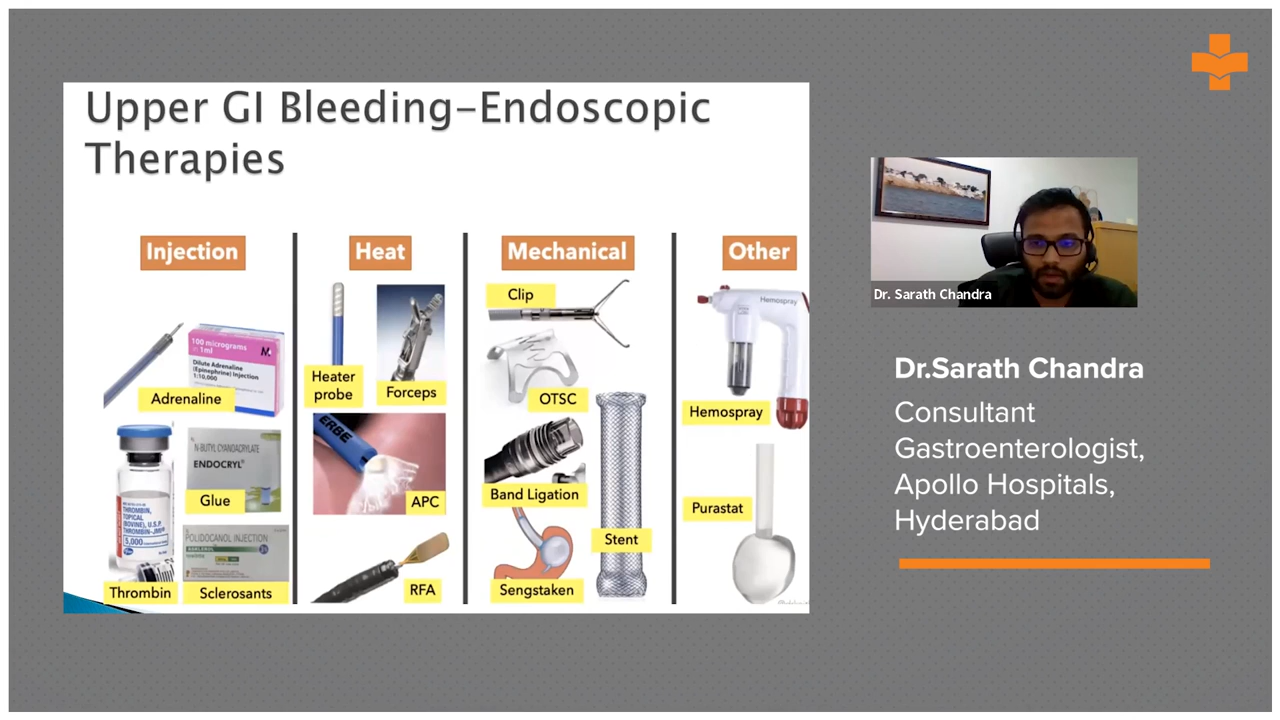 Upper GI Bleeding-Endoscopic
Therapies
Injection
Heat
Mechanical
Other
100 micrograms
in 1ml
Dilute Adrenaline
(Epinephrine) Injection
1:10,000
Adrenaline
N-BUTYL CYANOACRYLATE
ENDOCRYL
Glue
THROMBIN,
TOPICAL
(BOVINE), U.S.P.
THROMBIN-JMI
5,000
Thrombin
POLIDOCANOL INJECTION
Sclerosants
Heater
probe
Forceps
ERBE
APC
RFA
Clip
OTSC
Band Ligation
Stent
Sengstaken
Hemospray
Hemospray
Purastat
Dr. Sarath Chandra
Dr.Sarath Chandra
Consultant
Gastroenterologist,
Apollo Hospitals,
Hyderabad